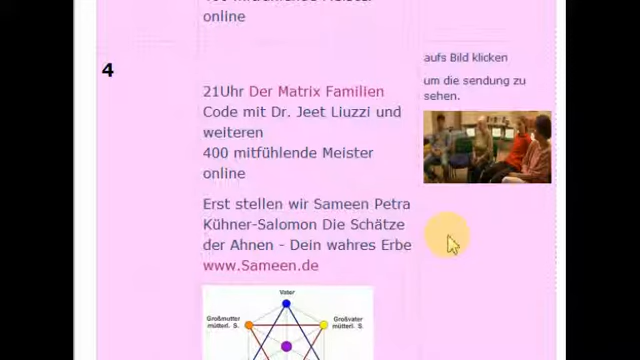 online
4
21Uhr Der Matrix Familien
Code mit Dr. Jeet Liuzzi und
weiteren
400 mitfühlende Meister
online
Erst stellen wir Sameen Petra
Kühner-Salomon Die Schätze
der Ahnen - Dein wahres Erbe
www.Sameen.de
aufs Bild klicken
um die sendung zu
sehen.
Vater
Großmutter
mütterl. S.
Großvater
mütterl. S.